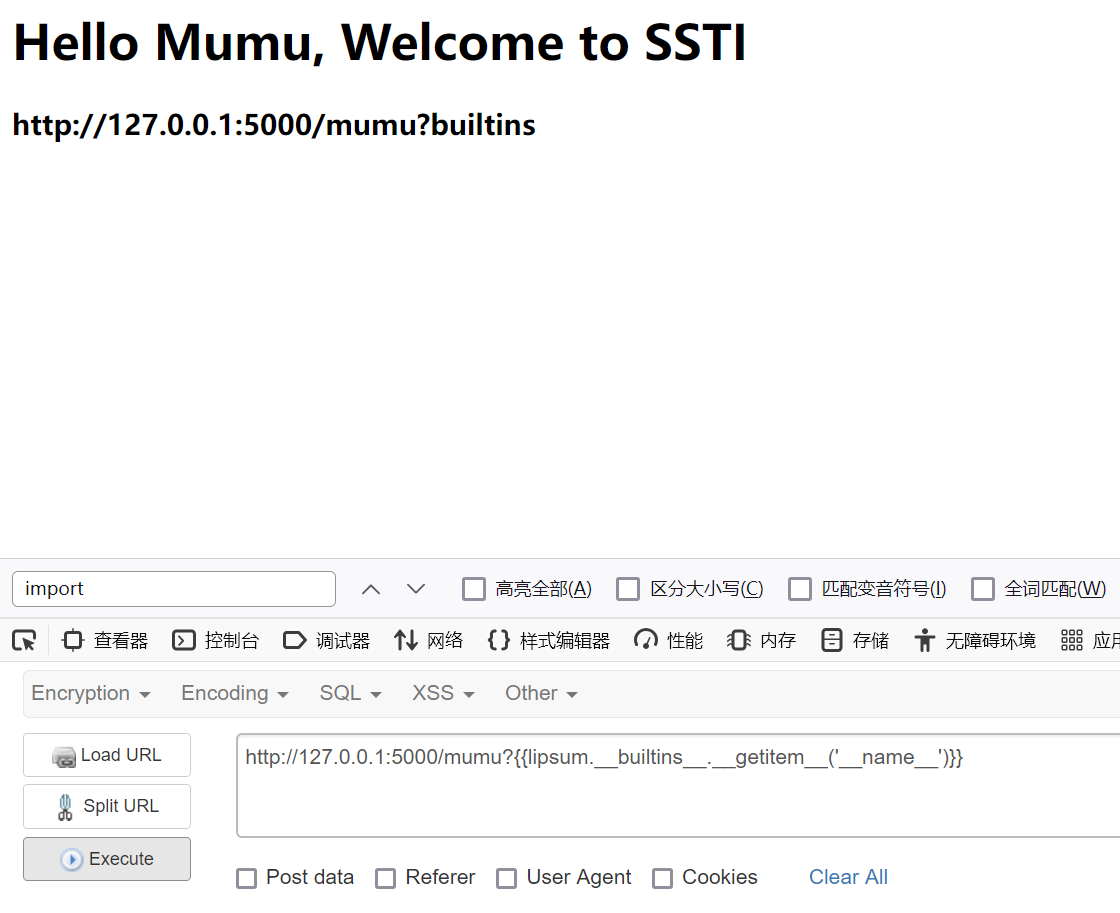 Hello Mumu, Welcome to SSTI
http://127.0.0.1:5000/mumu?builtins
import 高亮全部(A) 区分大小写(C) 匹配变音符号(I) 全词匹配(W)
查看器 控制台 调试器 网络 样式编辑器 性能 内存 存储 无障碍环境 应用
Encryption Encoding SQL XSS Other
Load URL http://127.0.0.1:5000/mumu?{{lipsum.__builtins__.__getitem__('__name__')}}
Split URL
Execute
Post data Referer User Agent Cookies Clear All